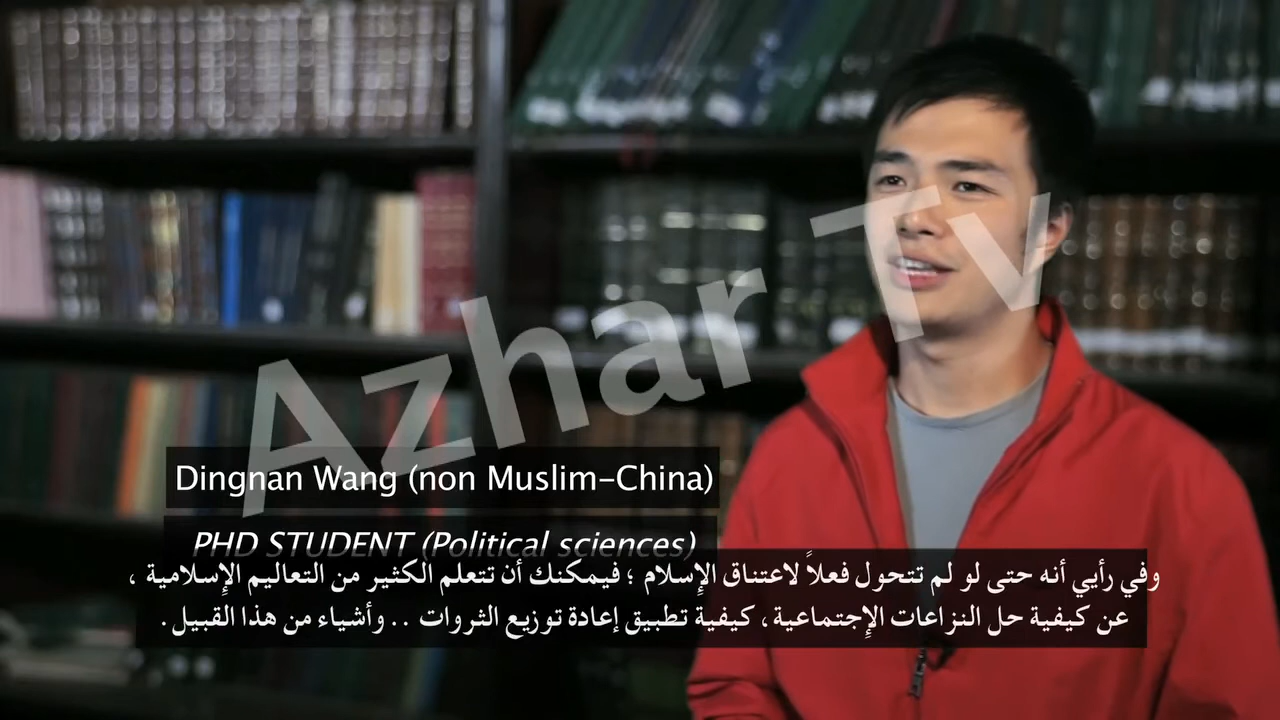 Azhar Tv
Dingnan Wang (non Muslim-China)
PHD STUDENT (Political sciences)
وفي رأيي أنه حتى لو لم تتحول فعلاً لاعتناق الإسلام ؛ فيمكنك أن تتعلم الكثير من التعاليم الإسلامية ،
عن كيفية حل النزاعات الإجتماعية، كيفية تطبيق إعادة توزيع الثروات .. وأشياء من هذا القبيل.